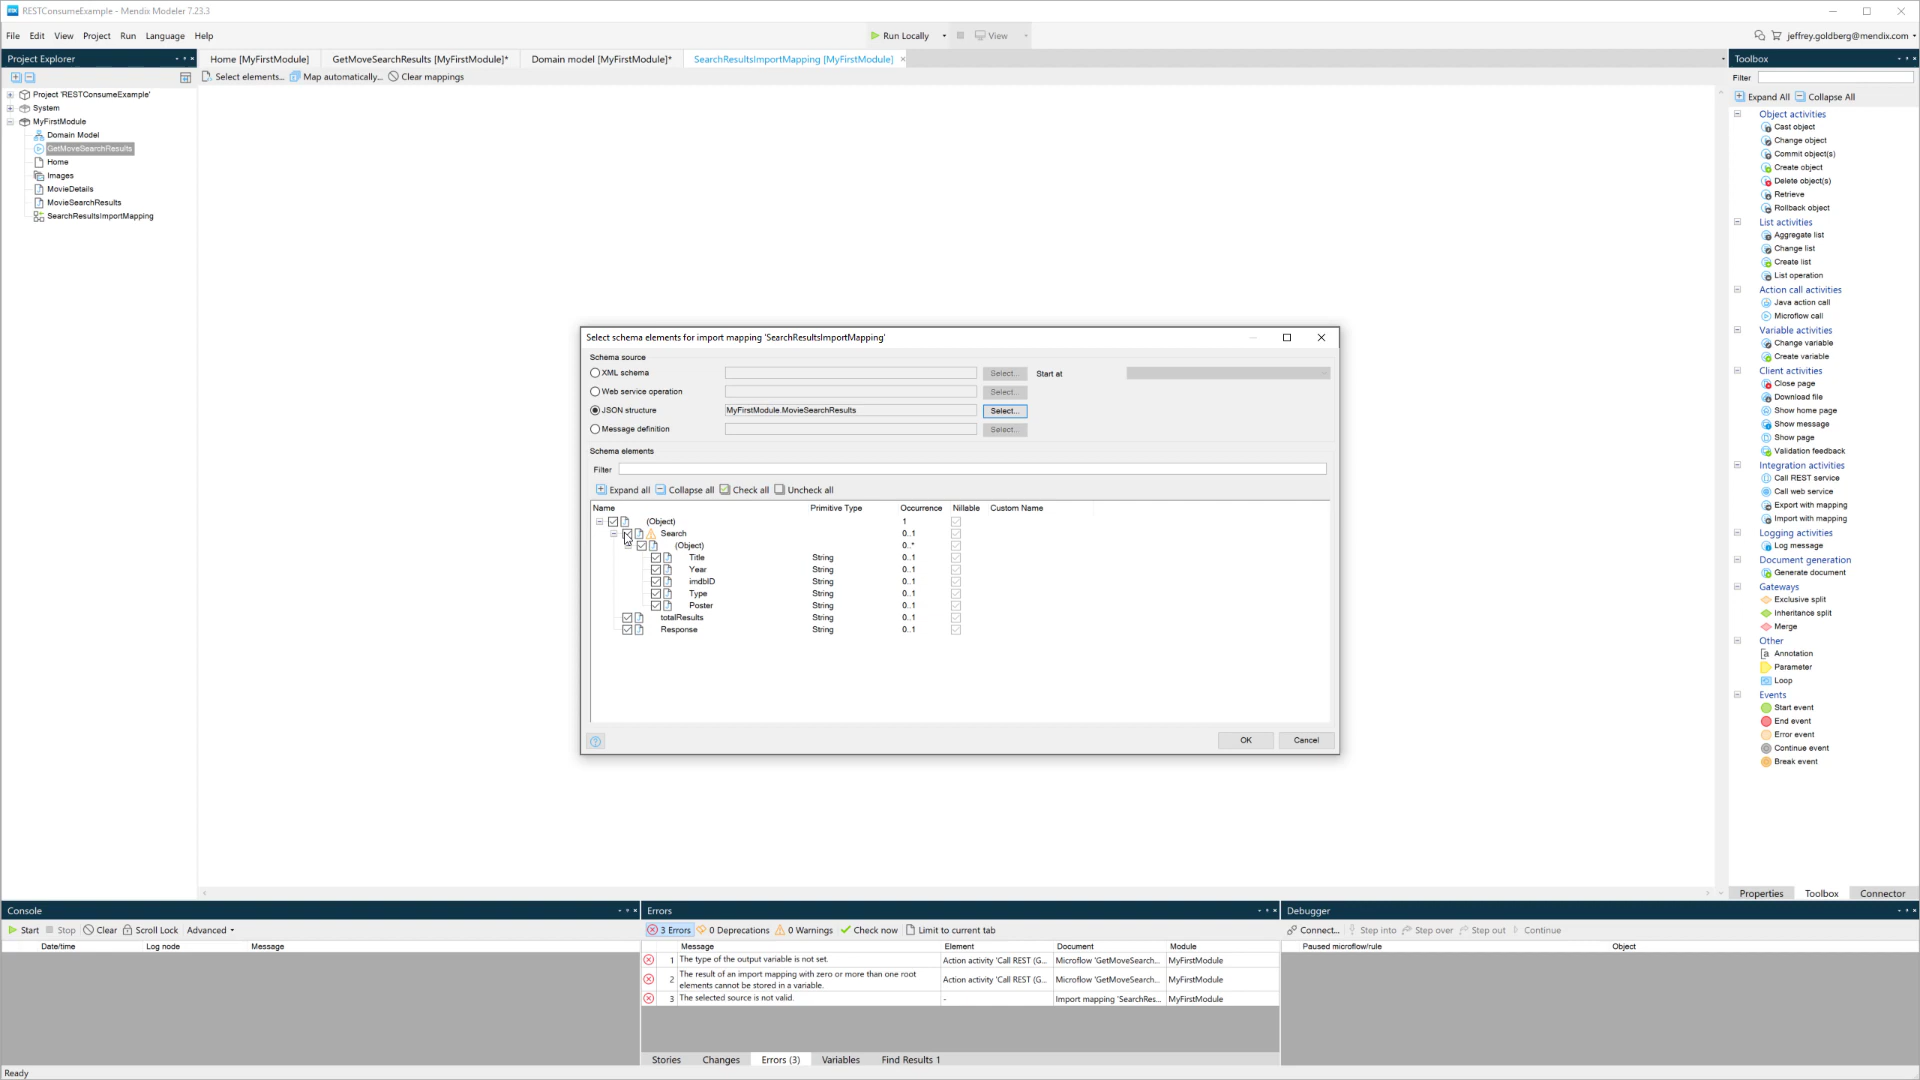 RESTConsumeExample - Mendix Modeler 7.23.3
File Edit View Project Run Language Help
Run Locally View
jeffrey.goldberg@mendix.com
Project Explorer
Home [MyFirstModule] GetMoveSearchResults [MyFirstModule]* Domain model [MyFirstModule]* SearchResultsImportMapping [MyFirstModule]
Select elements... Map automatically... Clear mappings
Project 'RESTConsumeExample'
System
MyFirstModule
Domain Model
GetMoveSearchResults
Home
Images
MovieDetails
MovieSearchResults
SearchResultsImportMapping
Select schema elements for import mapping 'SearchResultsImportMapping'
Schema source
XML schema Select... Start at
Web service operation Select...
JSON structure MyFirstModule.MovieSearchResults Select...
Message definition Select...
Schema elements
Filter
Expand all Collapse all Check all Uncheck all
Name Primitive Type Occurrence Nillable Custom Name
(Object) 1
Search 0..1
(Object) 0..*
Title String 0..1
Year String 0..1
imdbID String 0..1
Type String 0..1
Poster String 0..1
totalResults String 0..1
Response String 0..1
OK Cancel
Toolbox
Filter
Expand All Collapse All
Object activities
Cast object
Change object
Commit object(s)
Create object
Delete object(s)
Retrieve
Rollback object
List activities
Aggregate list
Change list
Create list
List operation
Action call activities
Java action call
Microflow call
Variable activities
Change variable
Create variable
Client activities
Close page
Download file
Show home page
Show message
Show page
Validation feedback
Integration activities
Call REST service
Call web service
Export with mapping
Import with mapping
Logging activities
Log message
Document generation
Generate document
Gateways
Exclusive split
Inheritance split
Merge
Other
Annotation
Parameter
Loop
Events
Start event
End event
Error event
Continue event
Break event
Properties Toolbox Connector
Console
Start Stop Clear Scroll Lock Advanced
Date/time Log node Message
Errors
3 Errors 0 Deprecations 0 Warnings Check now Limit to current tab
Message Element Document Module
1 The type of the output variable is not set. Action activity 'Call REST (G... Microflow 'GetMoveSearch... MyFirstModule
2 The result of an import mapping with zero or more than one root elements cannot be stored in a variable. Action activity 'Call REST (G... Microflow 'GetMoveSearch... MyFirstModule
3 The selected source is not valid. - Import mapping 'SearchRes... MyFirstModule
Stories Changes Errors (3) Variables Find Results 1
Debugger
Connect... Step into Step over Step out Continue
Paused microflow/rule Object
Ready